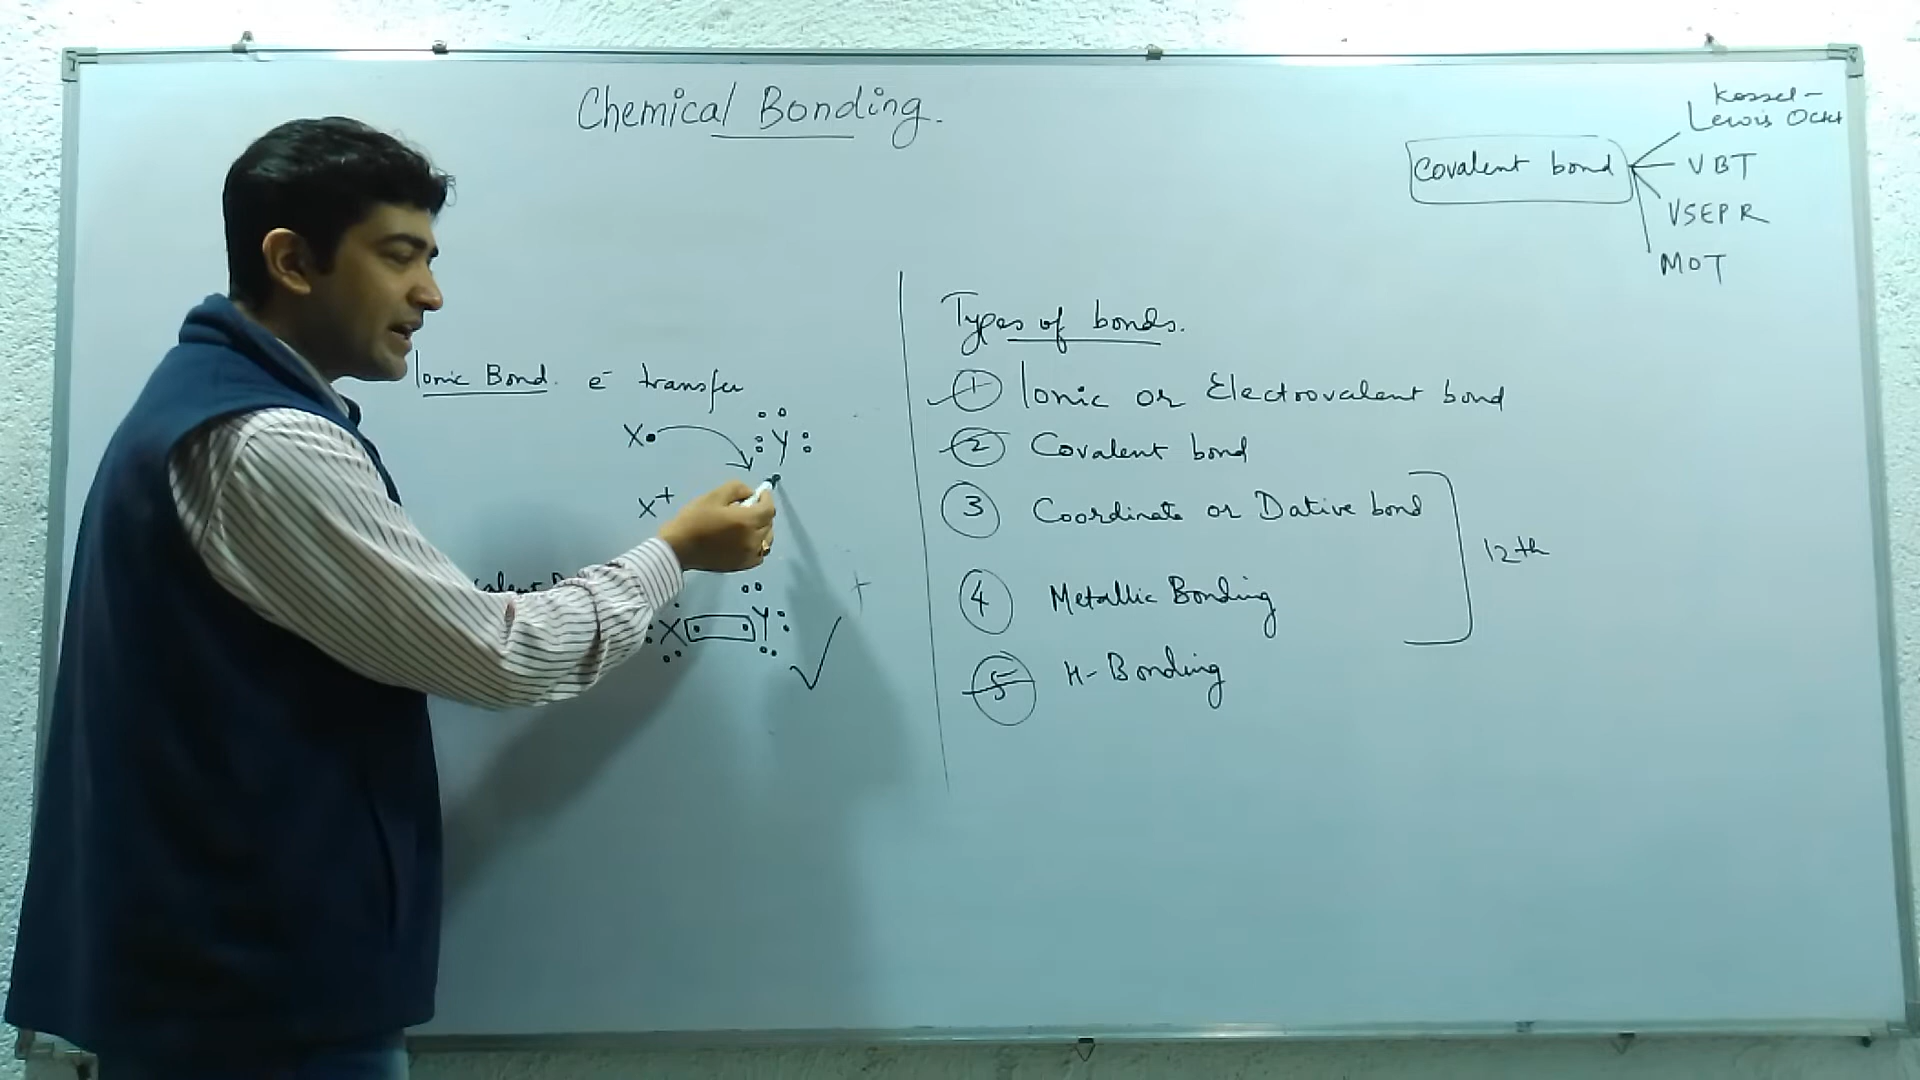 Chemical Bonding.
Kossel-
Lewis Octet
Covalent bond
VBT
VSEPR
MOT
Ionic Bond. e⁻ transfer
X Y
X⁺
X Y
Types of bonds.
1 Ionic or Electrovalent bond
2 Covalent bond
3 Coordinate or Dative bond
12th
4 Metallic Bonding
5 H-Bonding